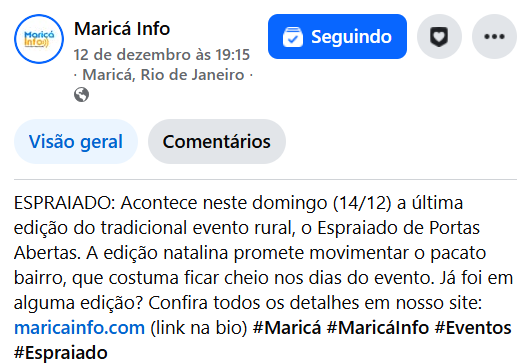 Maricá Info
Maricá Info
12 de dezembro às 19:15
· Maricá, Rio de Janeiro ·
Seguindo
Visão geral
Comentários
ESPRAIADO: Acontece neste domingo (14/12) a última
edição do tradicional evento rural, o Espraiado de Portas
Abertas. A edição natalina promete movimentar o pacato
bairro, que costuma ficar cheio nos dias do evento. Já foi em
alguma edição? Confira todos os detalhes em nosso site:
maricainfo.com (link na bio) #Maricá #MaricáInfo #Eventos
#Espraiado